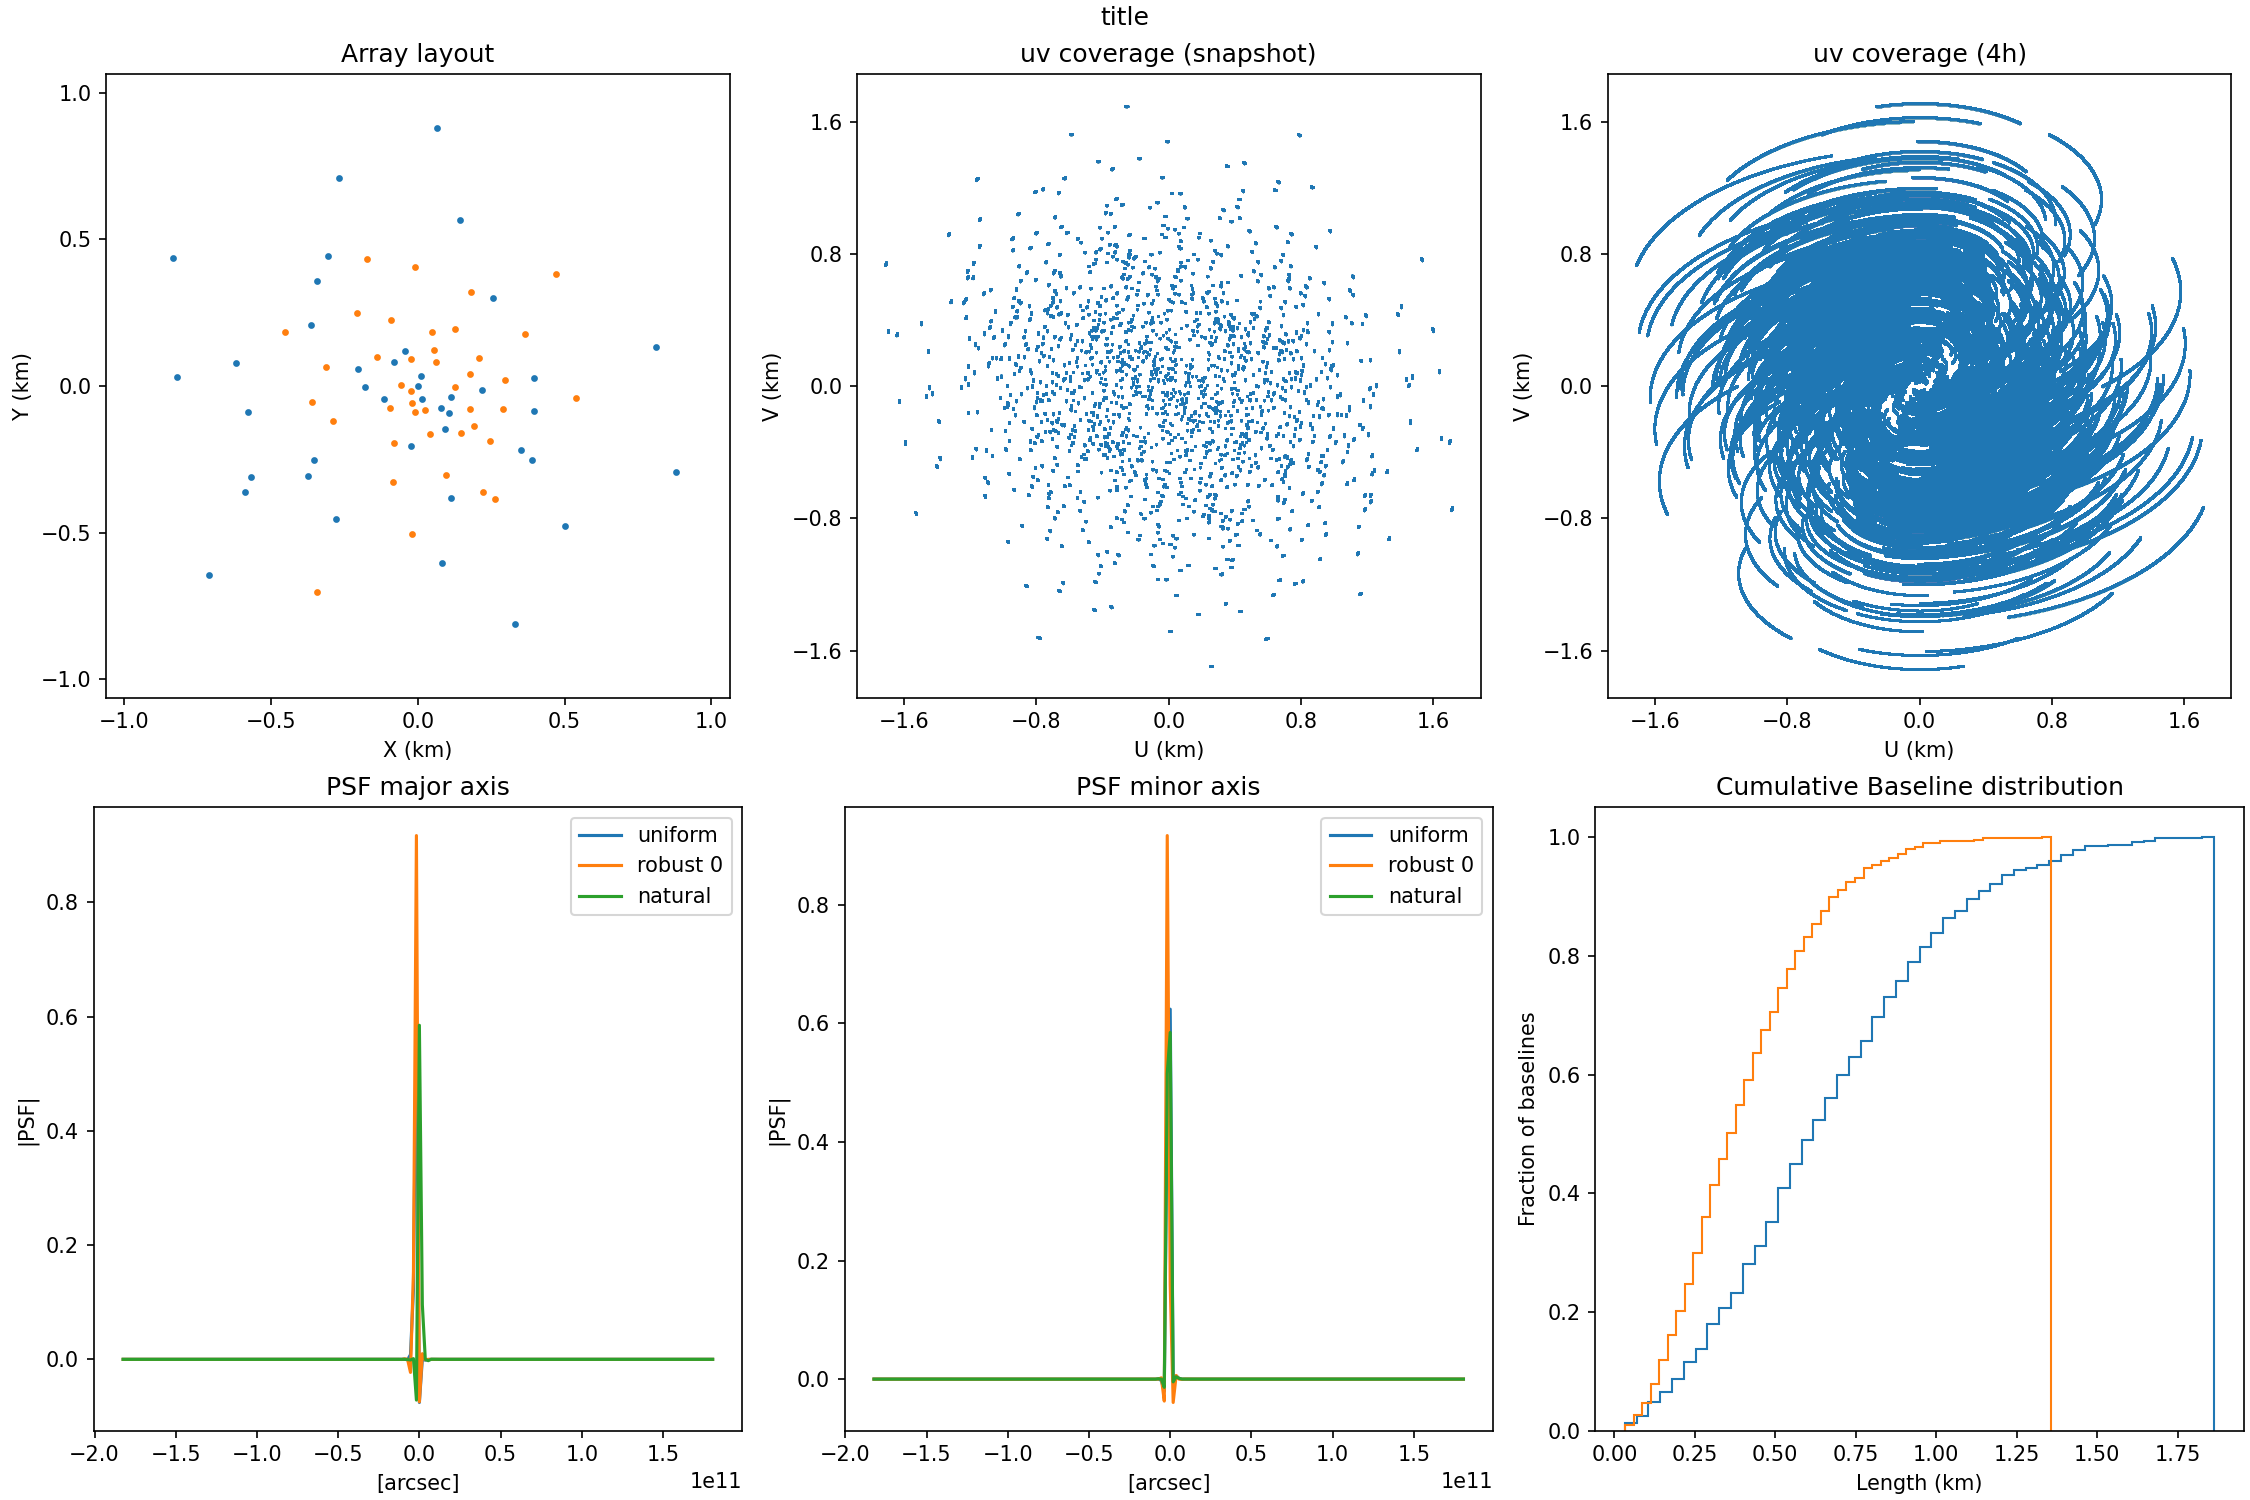 title
Array layout
1.0
0.5
0.0
−0.5
−1.0
Y (km)
−1.0 −0.5 0.0 0.5 1.0
X (km)
uv coverage (snapshot)
1.6
0.8
0.0
−0.8
−1.6
V (km)
−1.6 −0.8 0.0 0.8 1.6
U (km)
uv coverage (4h)
1.6
0.8
0.0
−0.8
−1.6
V (km)
−1.6 −0.8 0.0 0.8 1.6
U (km)
PSF major axis
uniform
robust 0
natural
0.8
0.6
0.4
0.2
0.0
|PSF|
−2.0 −1.5 −1.0 −0.5 0.0 0.5 1.0 1.5
1e11
[arcsec]
PSF minor axis
uniform
robust 0
natural
0.8
0.6
0.4
0.2
0.0
|PSF|
−2.0 −1.5 −1.0 −0.5 0.0 0.5 1.0 1.5
1e11
[arcsec]
Cumulative Baseline distribution
1.0
0.8
0.6
0.4
0.2
0.0
Fraction of baselines
0.00 0.25 0.50 0.75 1.00 1.25 1.50 1.75
Length (km)